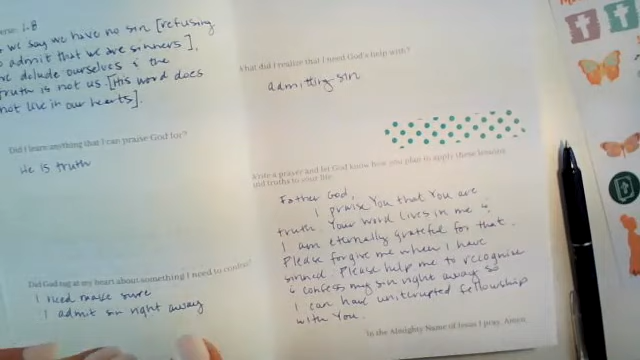 1:8
we say we have no sin [refusing
admit that we are sinners],
we delude ourselves & the
truth is not us. [His word does
not live in our hearts].
Did I learn anything that I can praise God for?
He is truth
Did God tug at my heart about something I need to confess?
I need make sure
I admit sin right away
What did I realize that I need God's help with?
admitting sin
Write a prayer and let God know how you plan to apply these lessons
and truths to your life.
Father God,
I praise You that You are
truth. Your word lives in me &
I am eternally grateful for that.
Please forgive me when I have
sinned. Please help me to recognize
& confess my sin right away so
I can have uniterupted fellowship
with You.
In the Almighty Name of Jesus I pray, Amen.